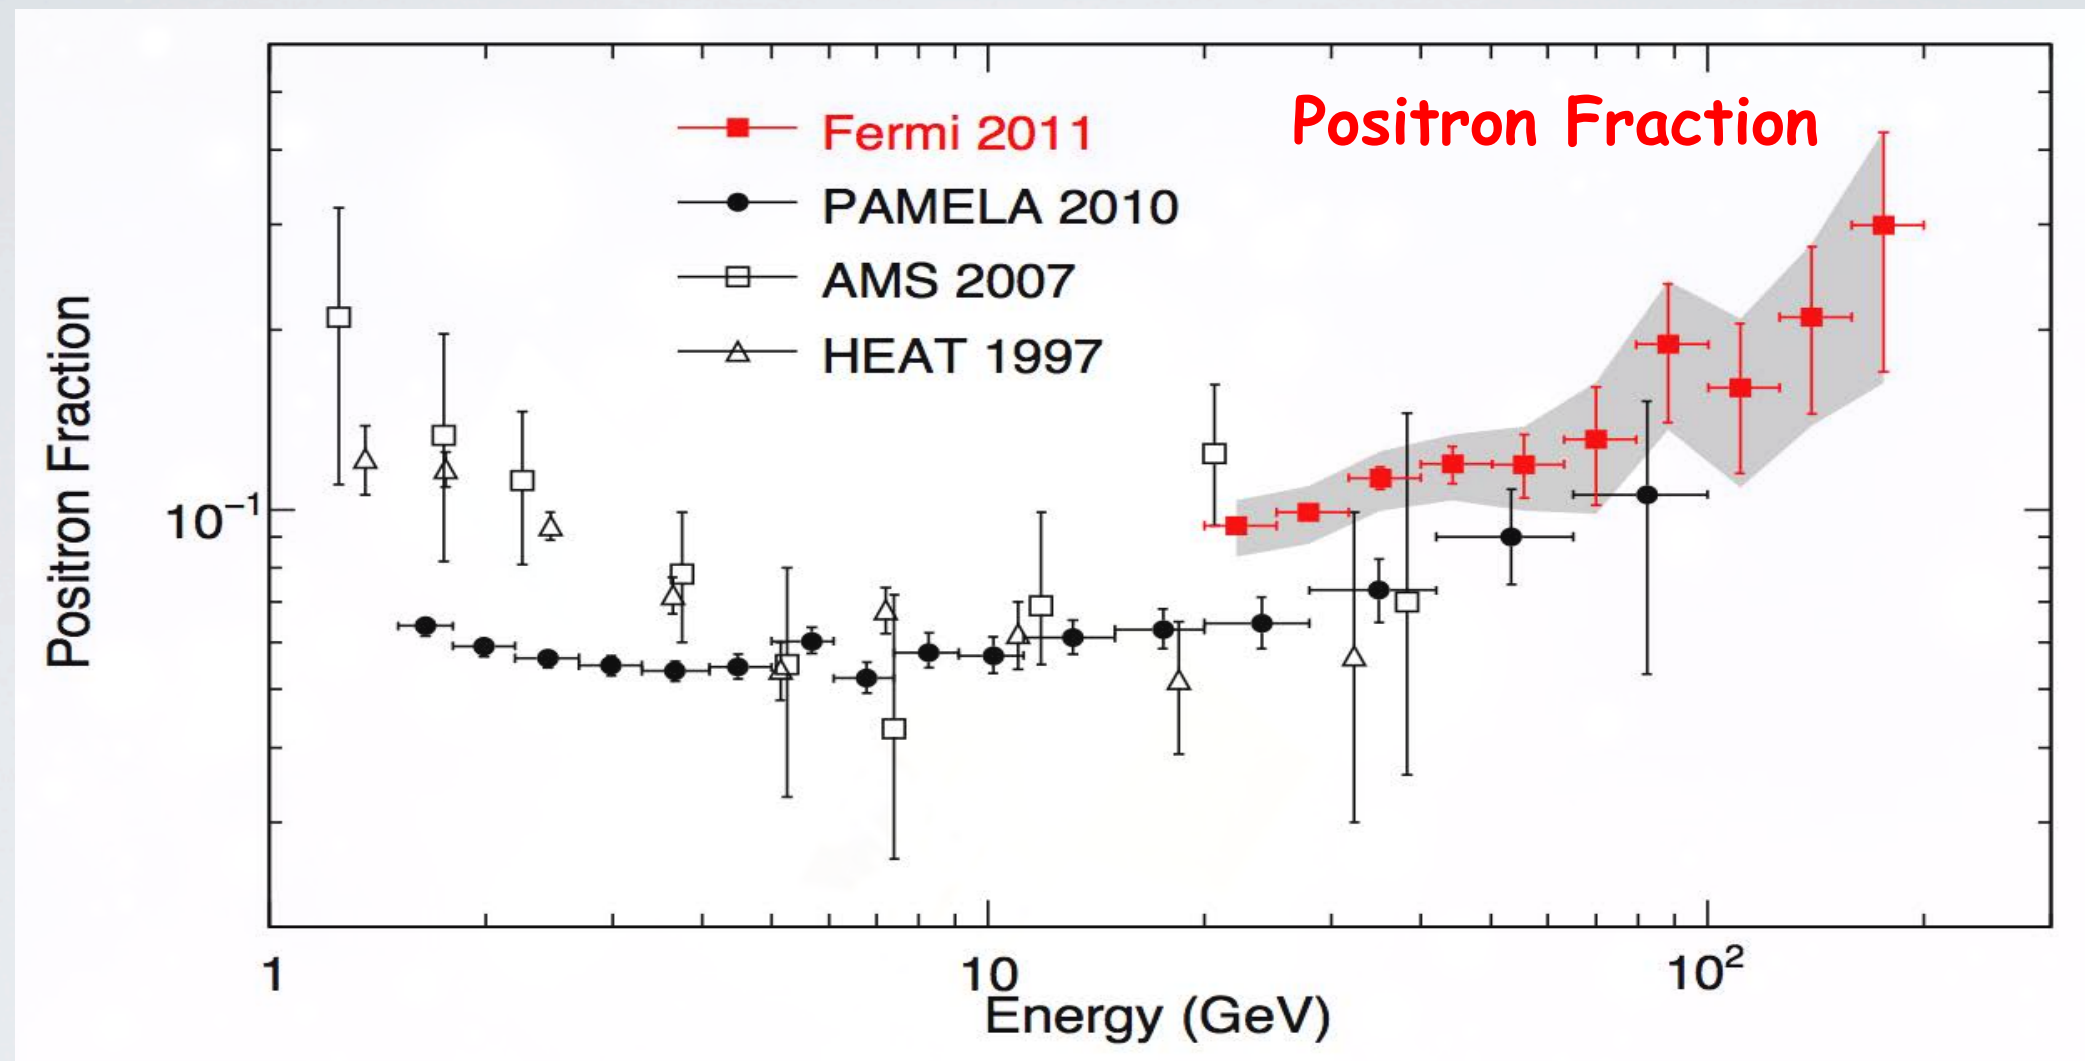 Positron Fraction
Fermi 2011
PAMELA 2010
AMS 2007
HEAT 1997
Positron Fraction
10⁻¹
1
10
10²
Energy (GeV)